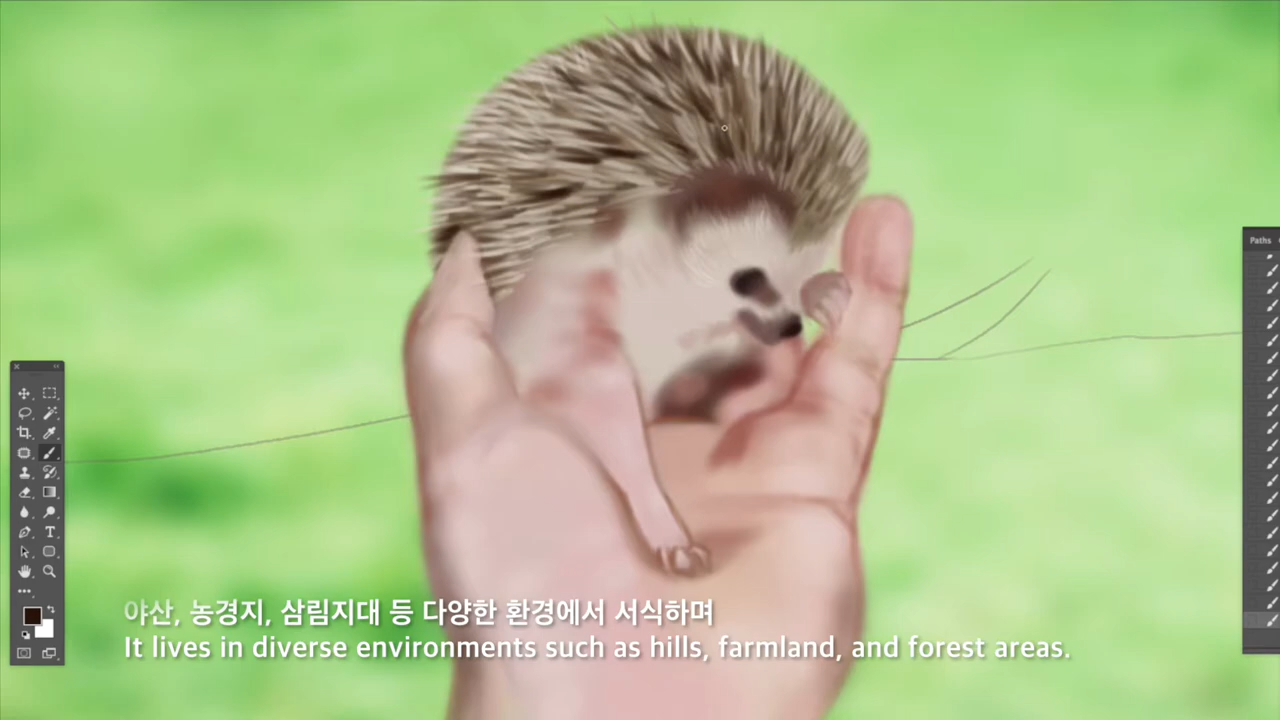 Paths
야산, 농경지, 삼림지대 등 다양한 환경에서 서식하며
It lives in diverse environments such as hills, farmland, and forest areas.